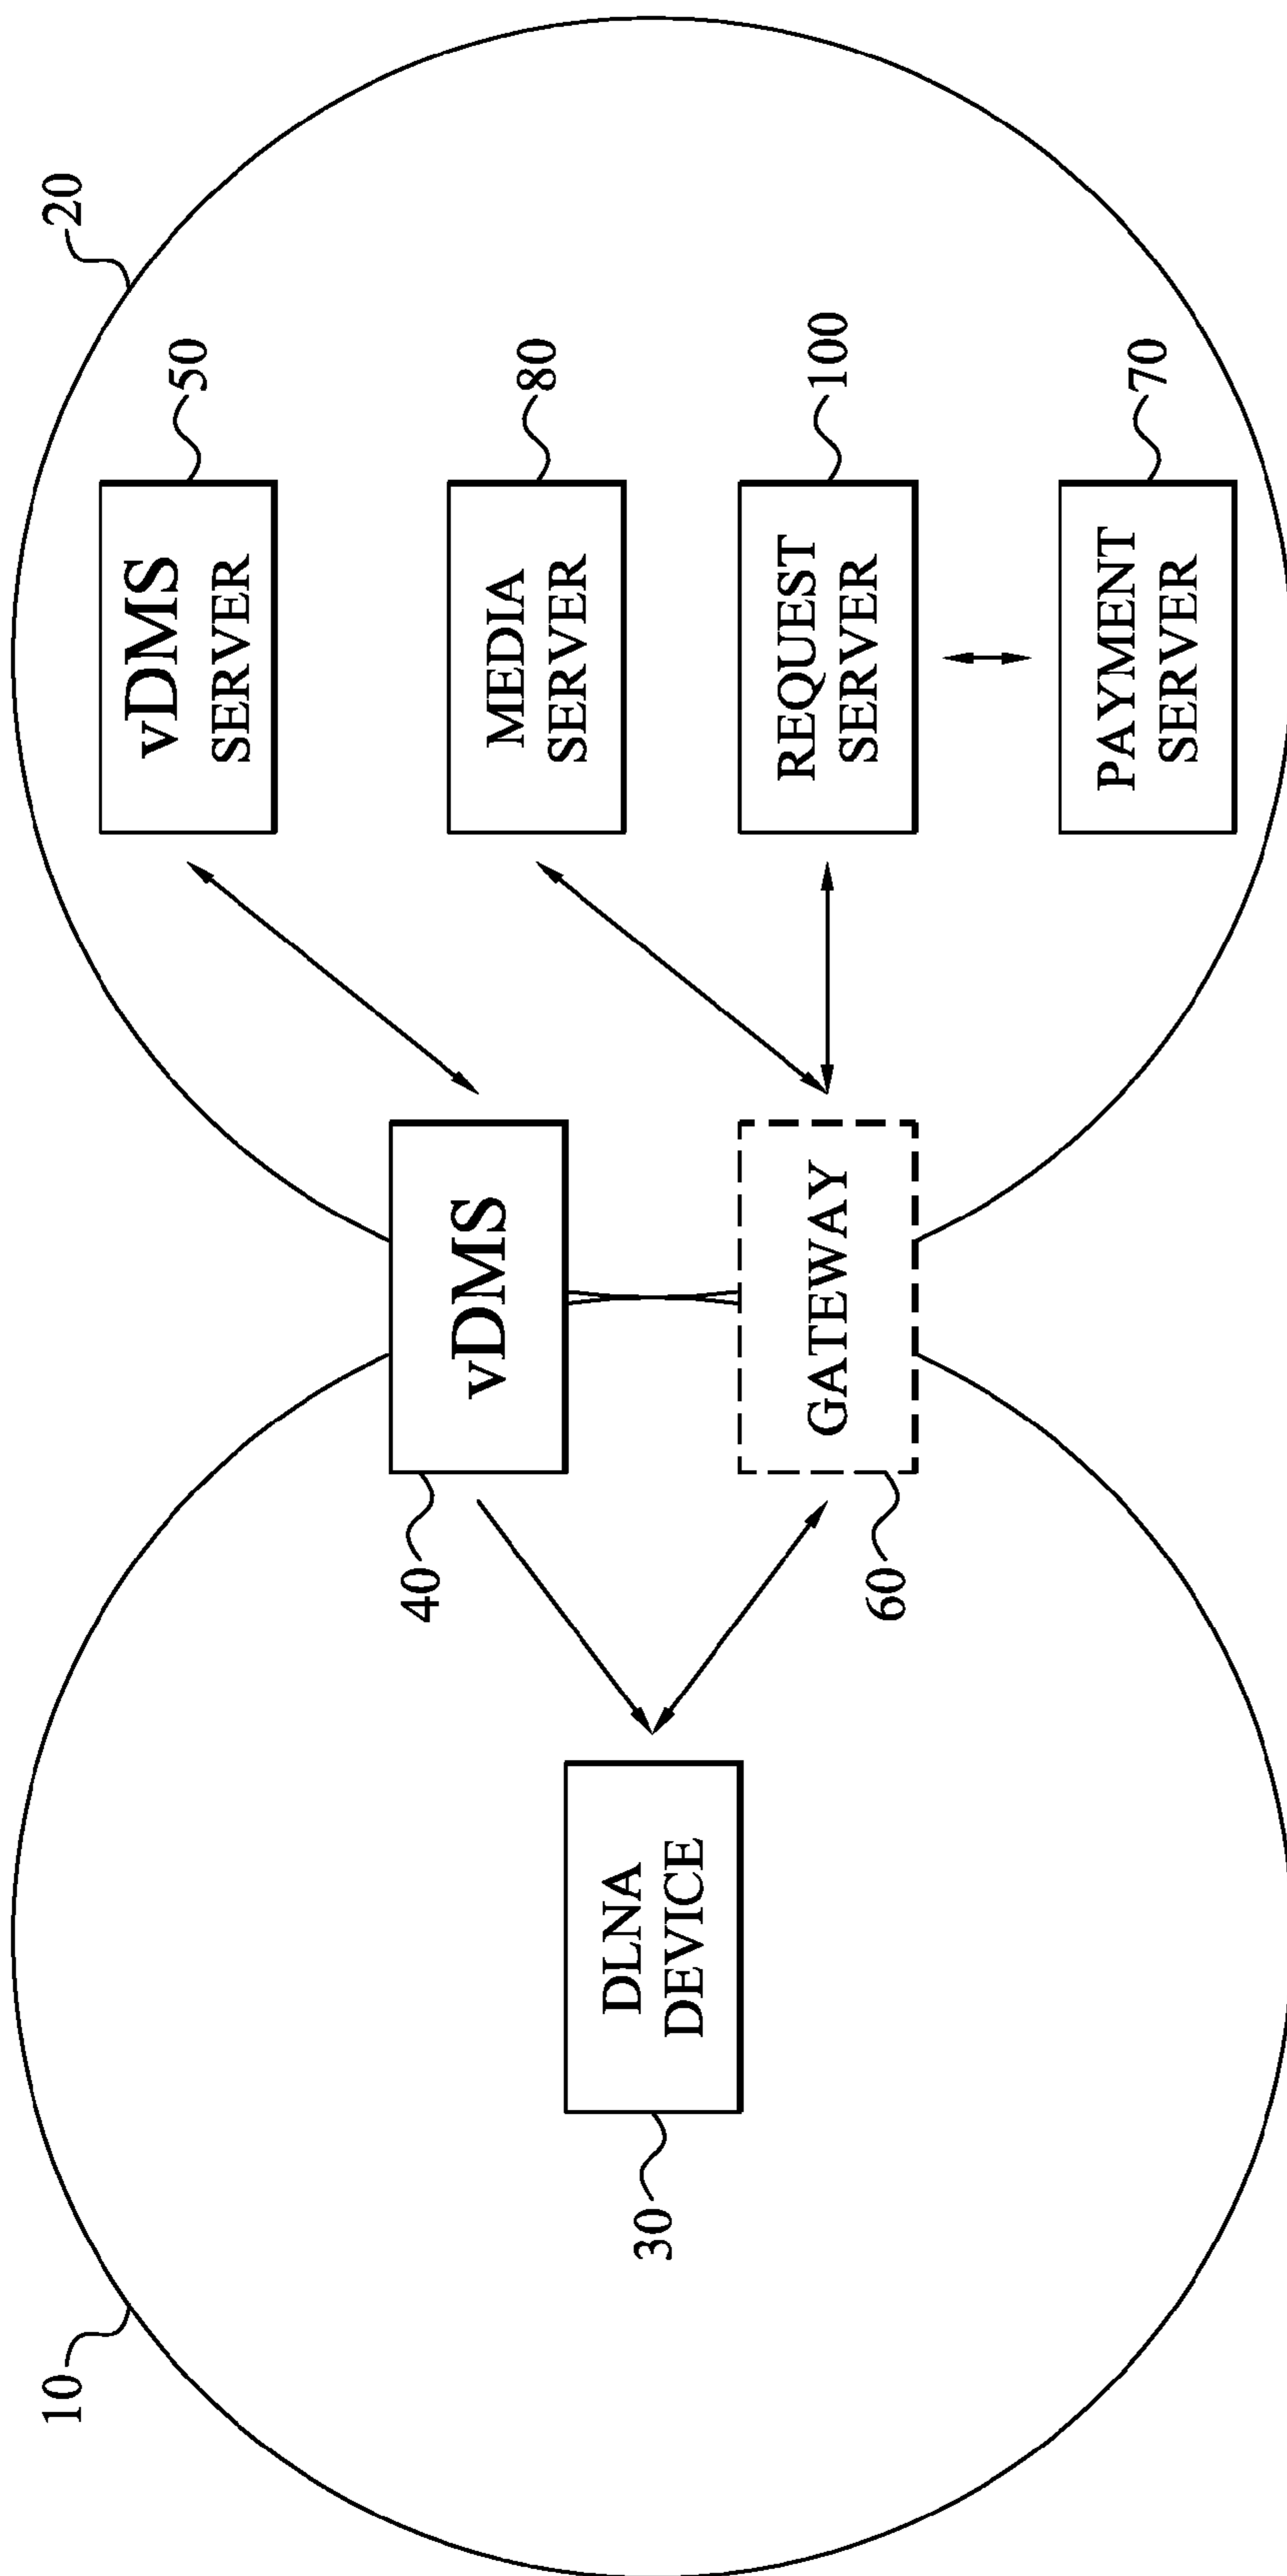 10
20
vDMS
SERVER
50
40
vDMS
MEDIA
SERVER
80
30
DLNA
DEVICE
60
GATEWAY
REQUEST
SERVER
100
PAYMENT
SERVER
70